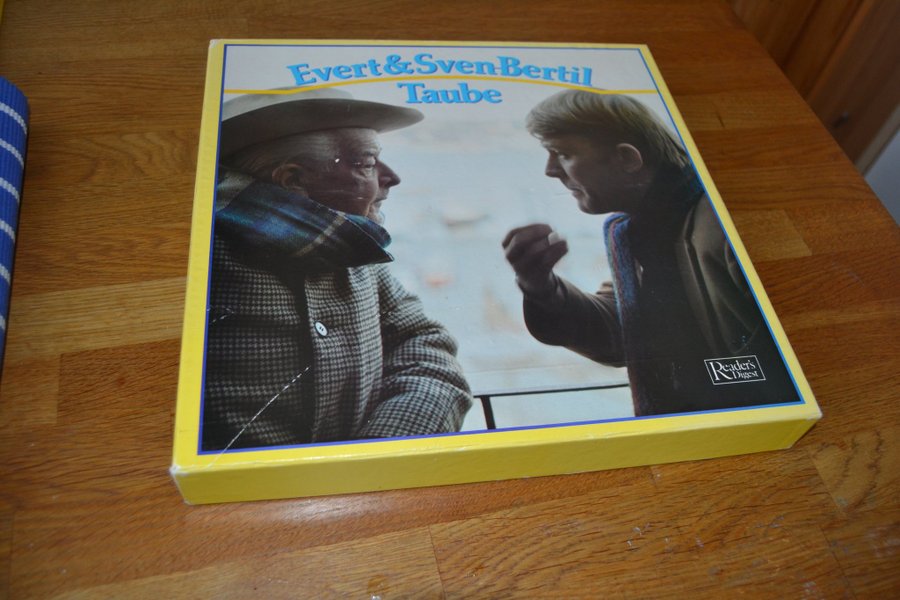 Evert & Sven-Bertil
Taube
Reader's
Digest